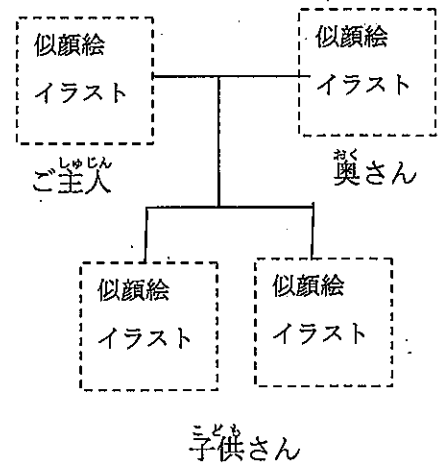 似顔絵
イラスト
似顔絵
イラスト
しゅじん
ご主人
おく
奥さん
似顔絵
イラスト
似顔絵
イラスト
こども
子供さん